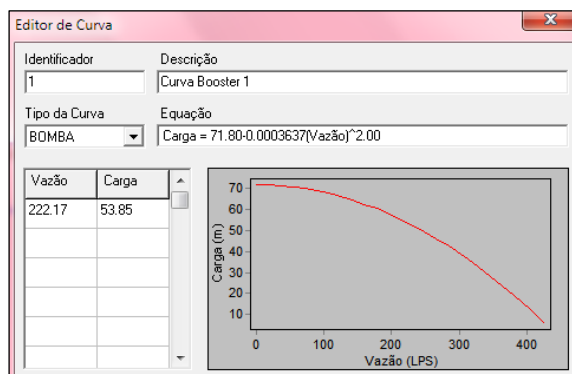 Editor de Curva
Identificador
Descrição
1
Curva Booster 1
Tipo da Curva
Equação
BOMBA
Carga = 71.80-0.0003637(Vazão)^2.00
Vazão Carga
222.17 53.85
Carga (m)
70
60
50
40
30
20
10
0 100 200 300 400
Vazão (LPS)